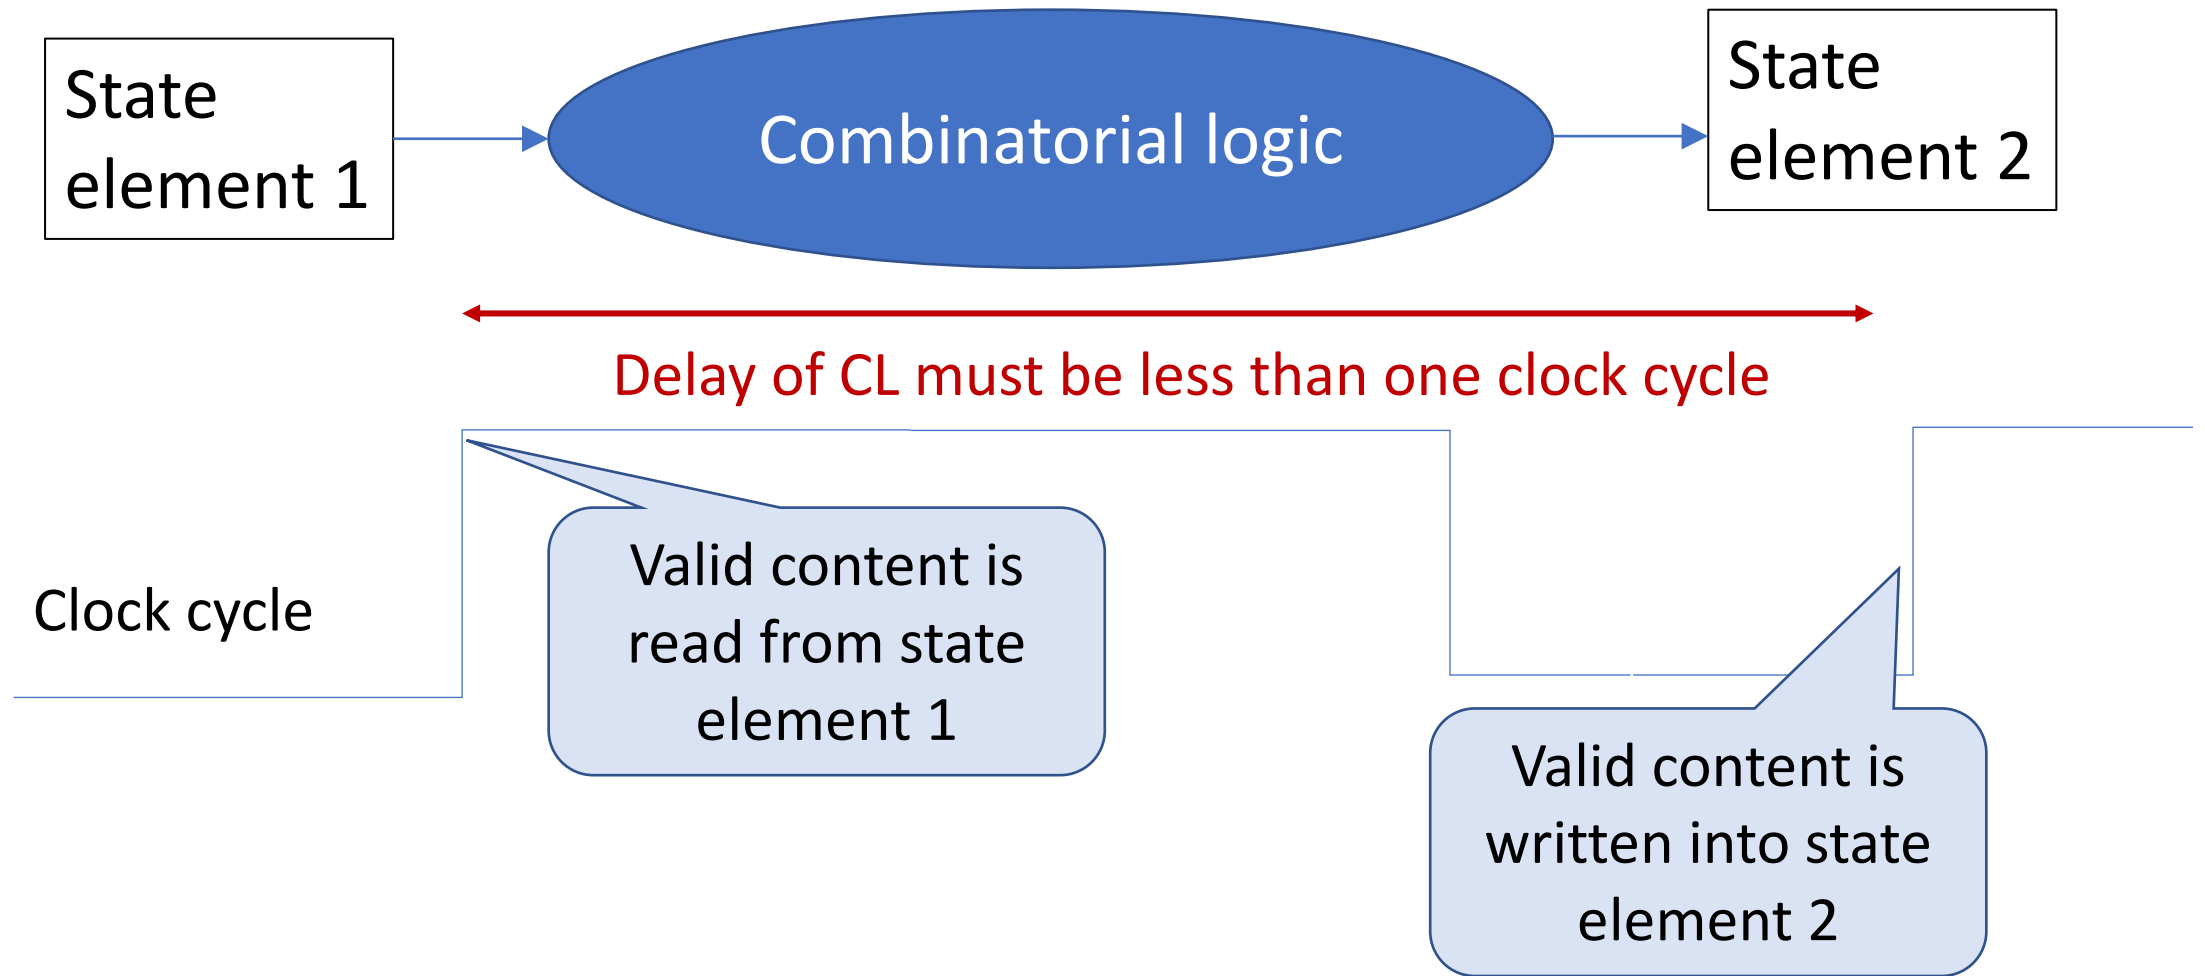 State
element 1
Combinatorial logic
State
element 2
Delay of CL must be less than one clock cycle
Clock cycle
Valid content is
read from state
element 1
Valid content is
written into state
element 2